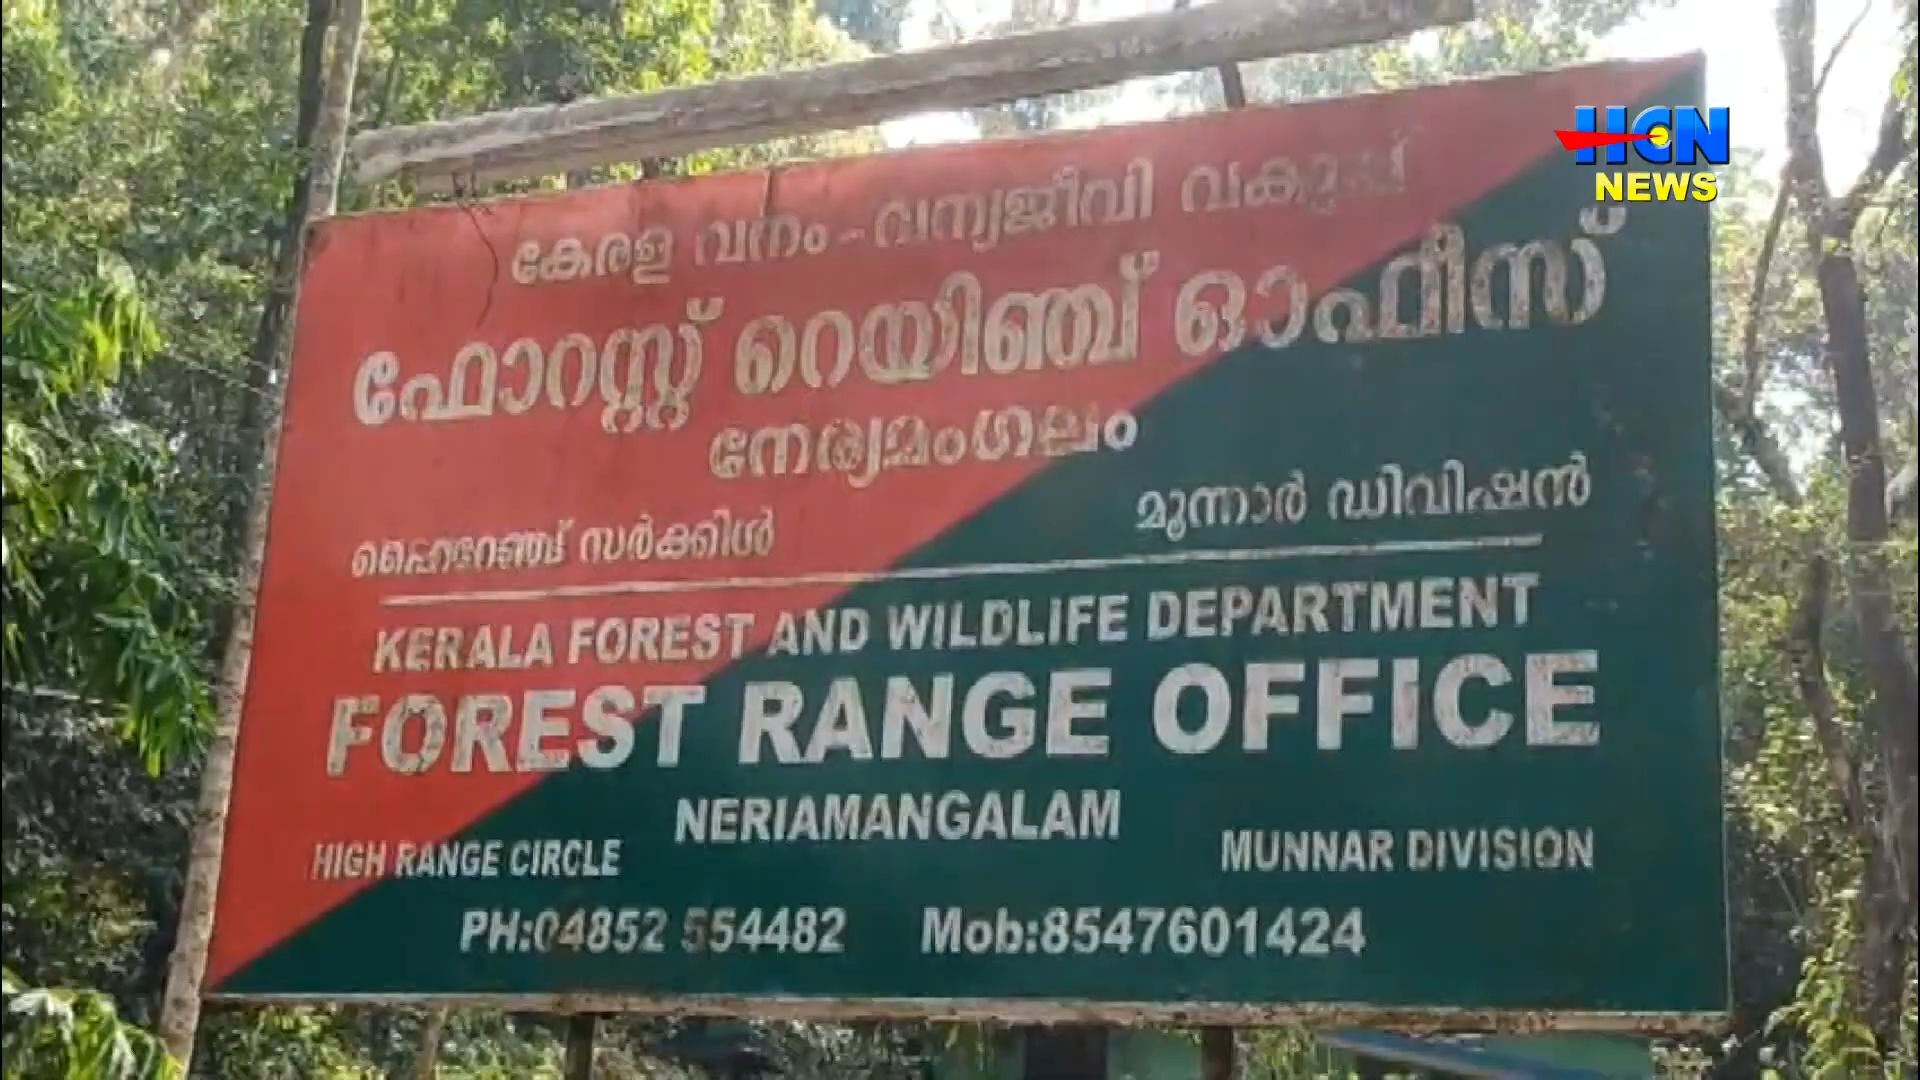 HCN
NEWS
കേരള വനം - വന്യജീവി വകുപ്പ്
ഫോറസ്റ്റ് റെയിഞ്ച് ഓഫീസ്
നേര്യമംഗലം
ഹൈറേഞ്ച് സർക്കിൾ മൂന്നാർ ഡിവിഷൻ
KERALA FOREST AND WILDLIFE DEPARTMENT
FOREST RANGE OFFICE
NERIAMANGALAM
HIGH RANGE CIRCLE MUNNAR DIVISION
PH:04852 554482 Mob:8547601424